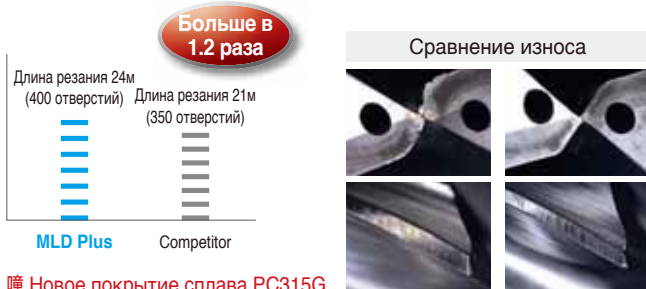 Больше в
1.2 раза
Длина резания 24м
(400 отверстий)
Длина резания 21м
(350 отверстий)
MLD Plus
Competitor
Сравнение износа
瞳 Новое покрытие сплава PC315G